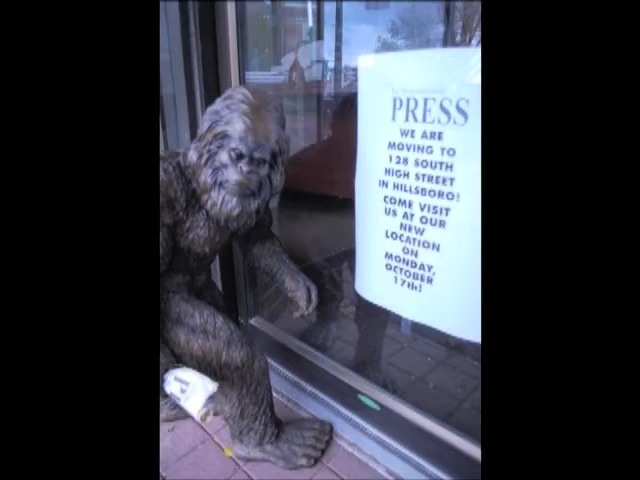 PRESS
WE ARE
MOVING TO
128 SOUTH
HIGH STREET
IN HILLSBORO!
COME VISIT
US AT OUR
NEW
LOCATION
ON
MONDAY,
OCTOBER
17th!